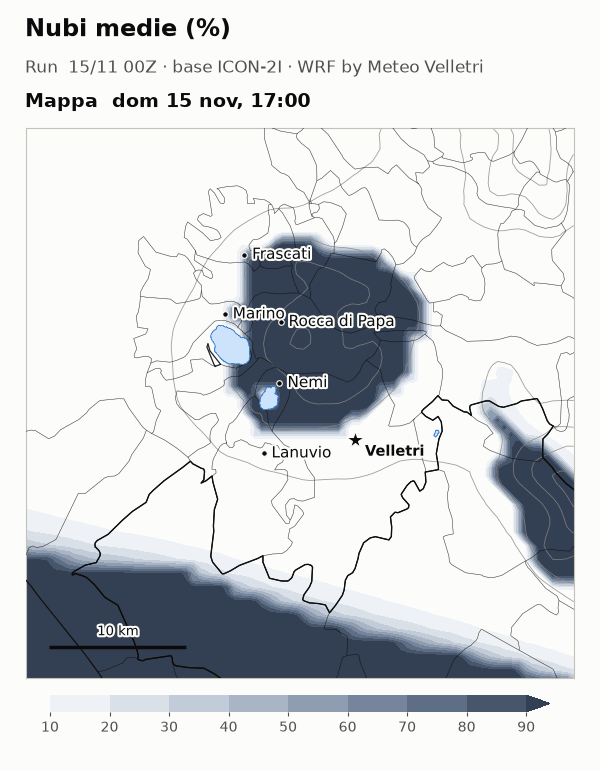 Nubi medie (%)
Run  15/11 00Z · base ICON-2I · WRF by Meteo Velletri
Mappa  dom 15 nov, 17:00
Frascati
Marino
Rocca di Papa
Nemi
Velletri
Lanuvio
10 km
10 20 30 40 50 60 70 80 90